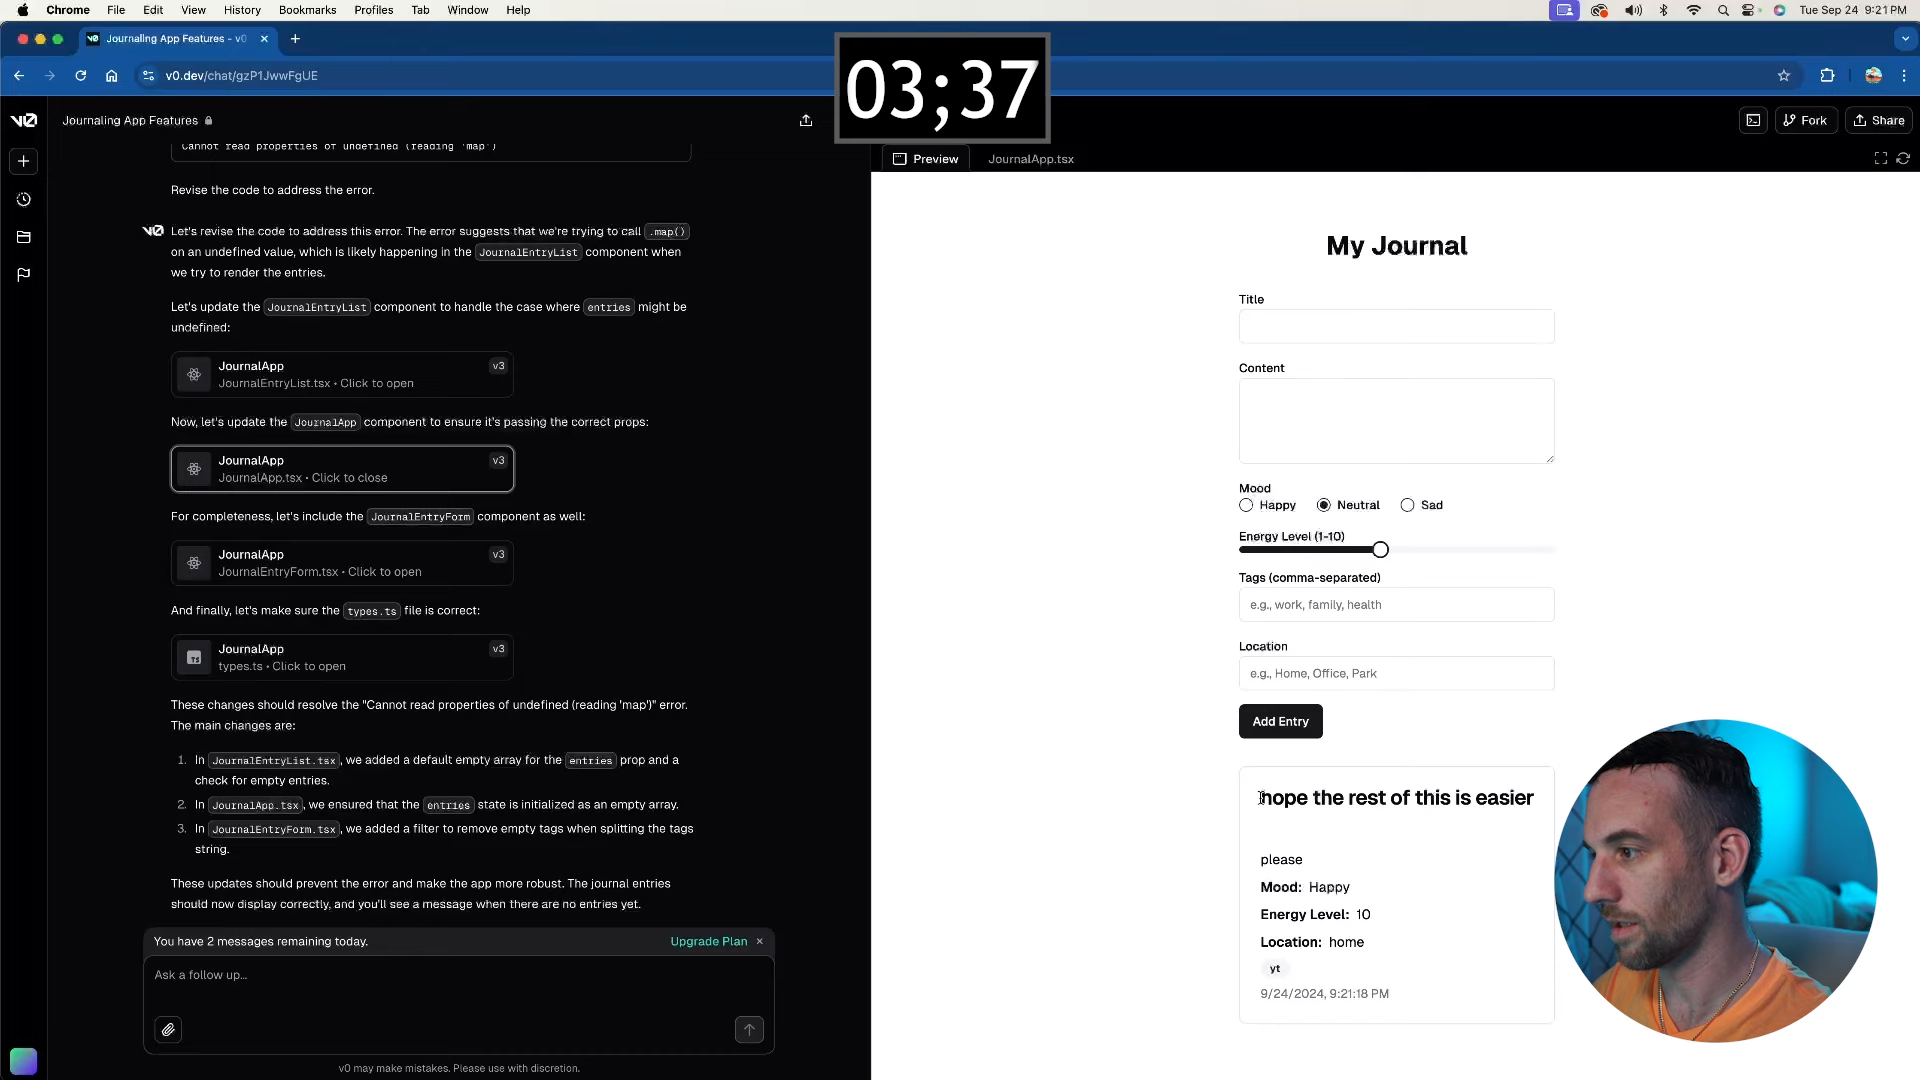 Chrome File Edit View History Bookmarks Profiles Tab Window Help
Tue Sep 24 9:21 PM
Journaling App Features - v0
v0.dev/chat/gzP1JwwFgUE
03;37
v0
Journaling App Features
Fork
Share
Preview
JournalApp.tsx
Cannot read properties of undefined (reading 'map')
Revise the code to address the error.
v0
Let's revise the code to address this error. The error suggests that we're trying to call .map()
on an undefined value, which is likely happening in the JournalEntryList component when
we try to render the entries.
Let's update the JournalEntryList component to handle the case where entries might be
undefined:
JournalApp
v3
JournalEntryList.tsx • Click to open
Now, let's update the JournalApp component to ensure it's passing the correct props:
JournalApp
v3
JournalApp.tsx • Click to close
For completeness, let's include the JournalEntryForm component as well:
JournalApp
v3
JournalEntryForm.tsx • Click to open
And finally, let's make sure the types.ts file is correct:
JournalApp
v3
TS
types.ts • Click to open
These changes should resolve the "Cannot read properties of undefined (reading 'map')" error.
The main changes are:
1. In JournalEntryList.tsx, we added a default empty array for the entries prop and a
check for empty entries.
2. In JournalApp.tsx, we ensured that the entries state is initialized as an empty array.
3. In JournalEntryForm.tsx, we added a filter to remove empty tags when splitting the tags
string.
These updates should prevent the error and make the app more robust. The journal entries
should now display correctly, and you'll see a message when there are no entries yet.
You have 2 messages remaining today.
Upgrade Plan
Ask a follow up...
v0 may make mistakes. Please use with discretion.
My Journal
Title
Content
Mood
Happy
Neutral
Sad
Energy Level (1-10)
Tags (comma-separated)
e.g., work, family, health
Location
e.g., Home, Office, Park
Add Entry
hope the rest of this is easier
please
Mood: Happy
Energy Level: 10
Location: home
yt
9/24/2024, 9:21:18 PM